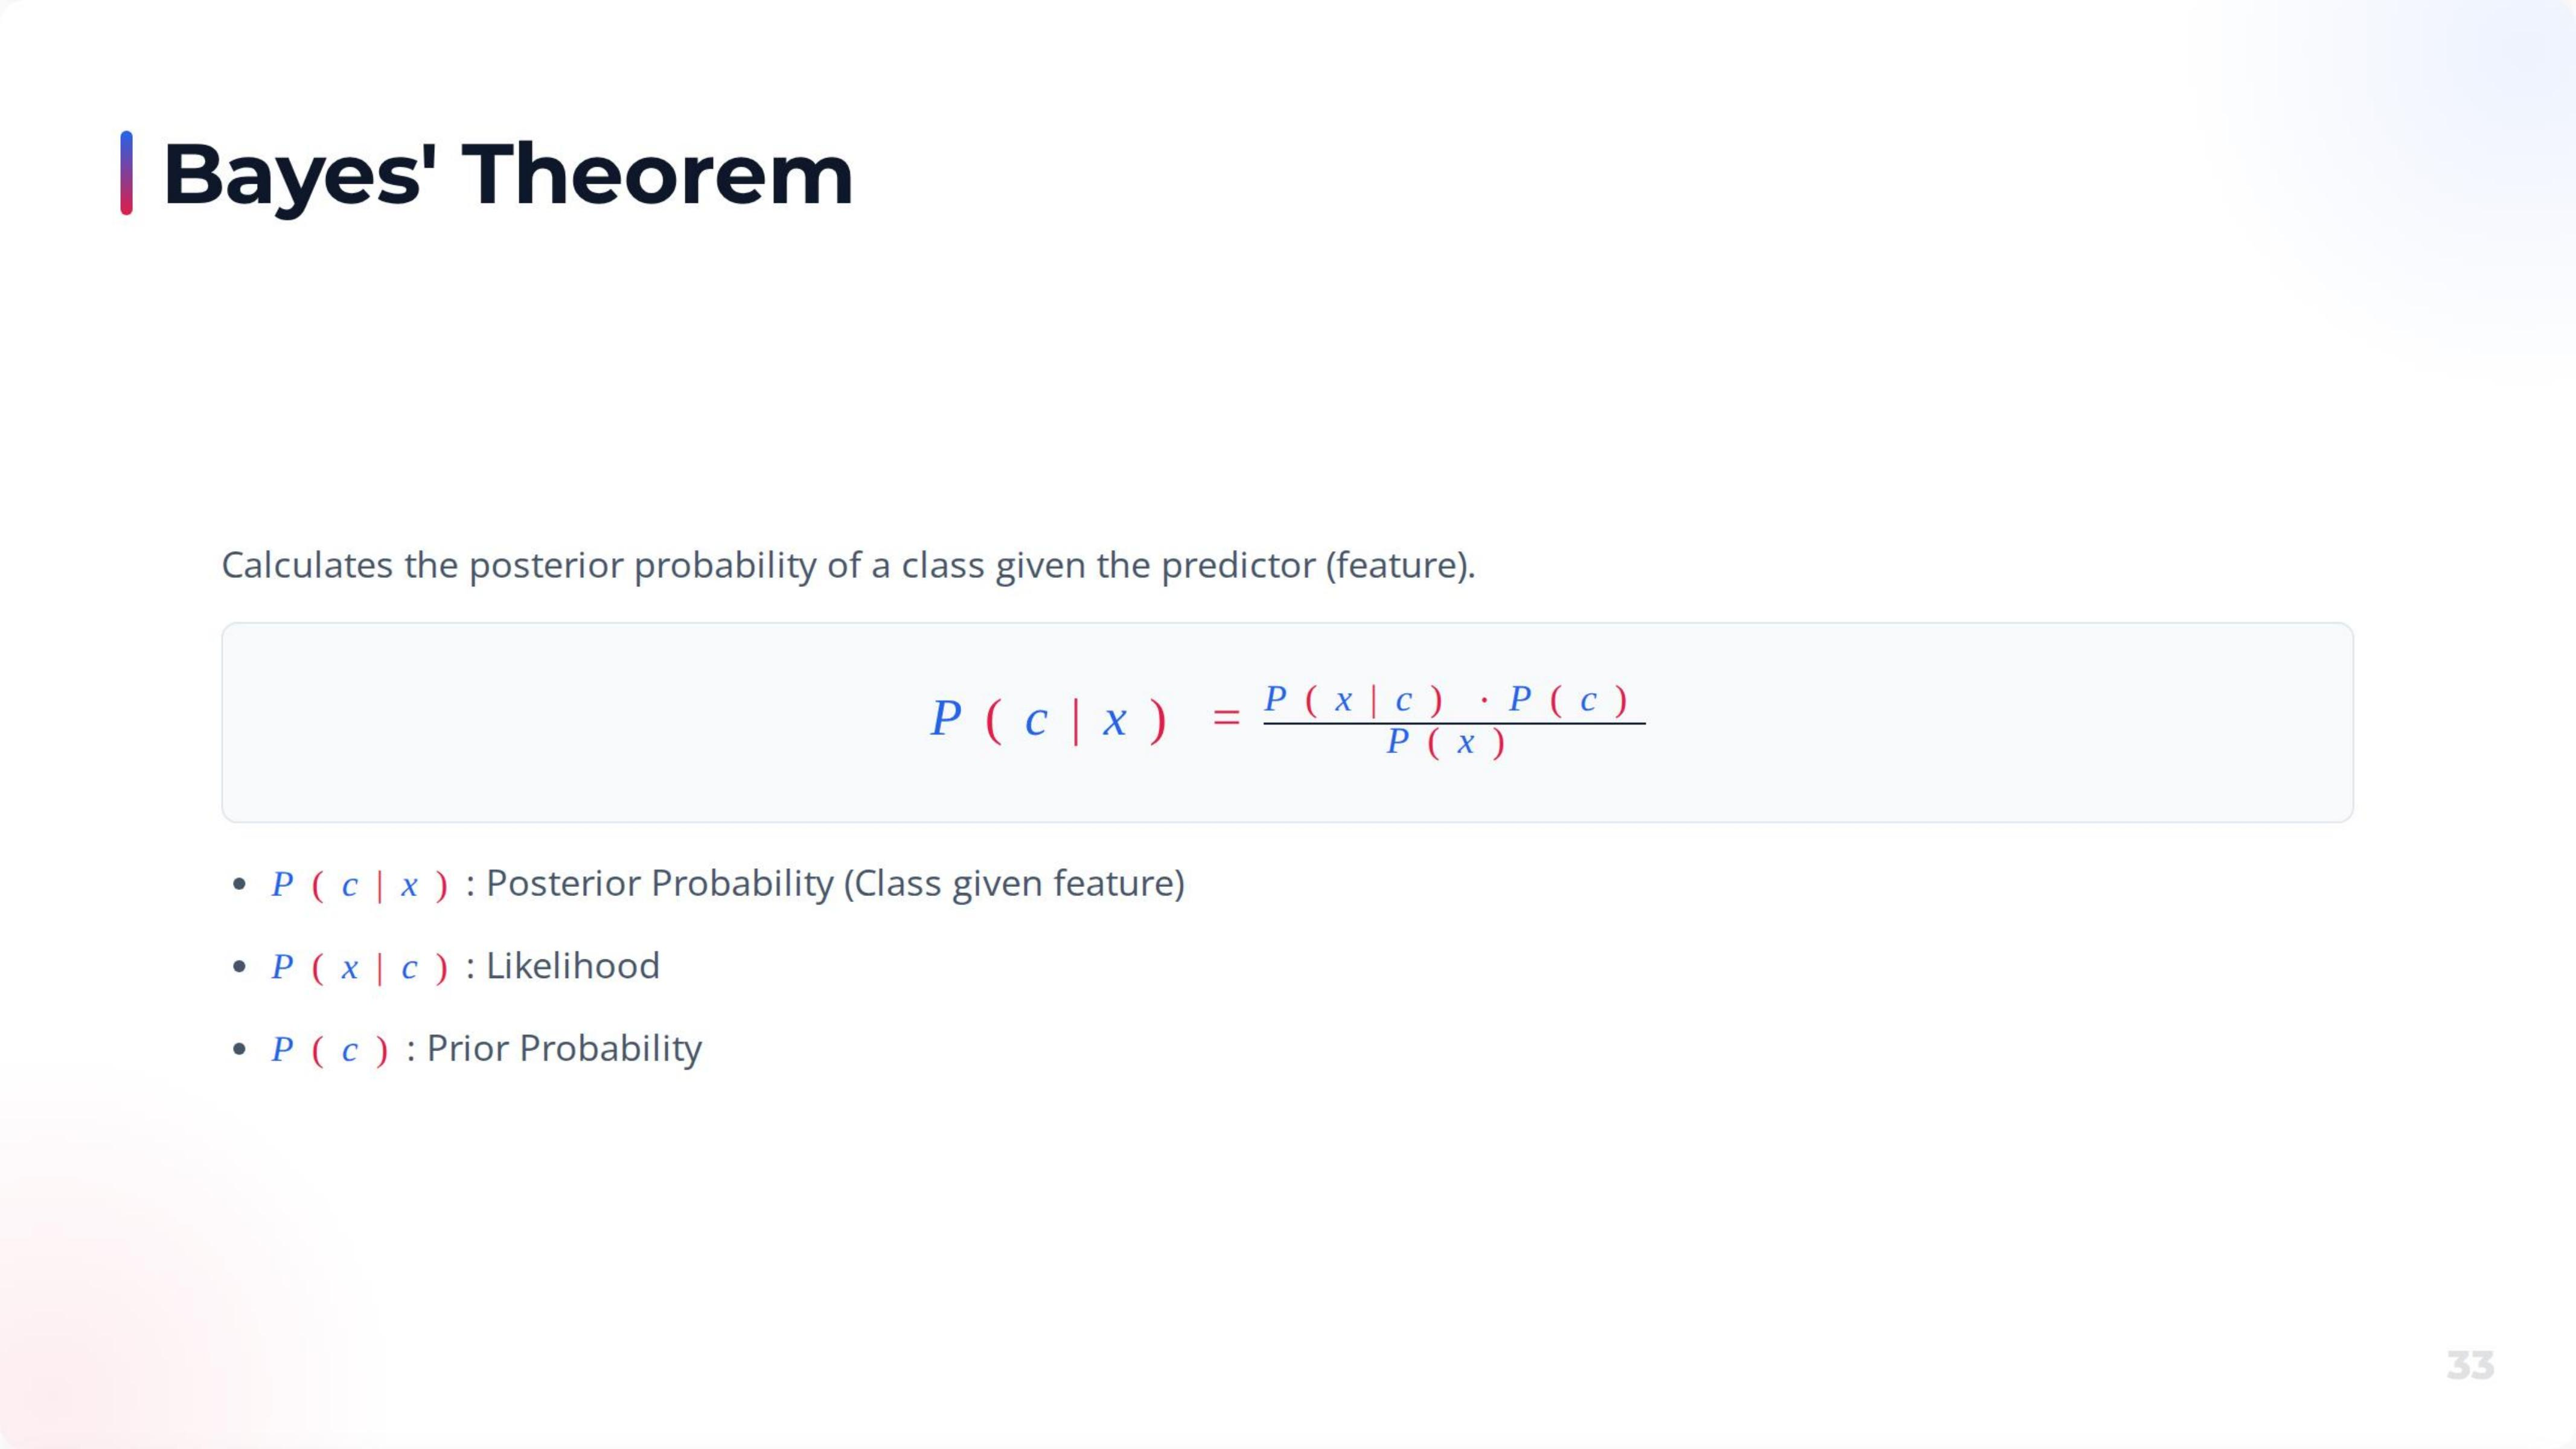 Bayes' Theorem
Calculates the posterior probability of a class given the predictor (feature).
P ( c | x ) = P ( x | c ) · P ( c ) / P ( x )
• P ( c | x ) : Posterior Probability (Class given feature)
• P ( x | c ) : Likelihood
• P ( c ) : Prior Probability
33